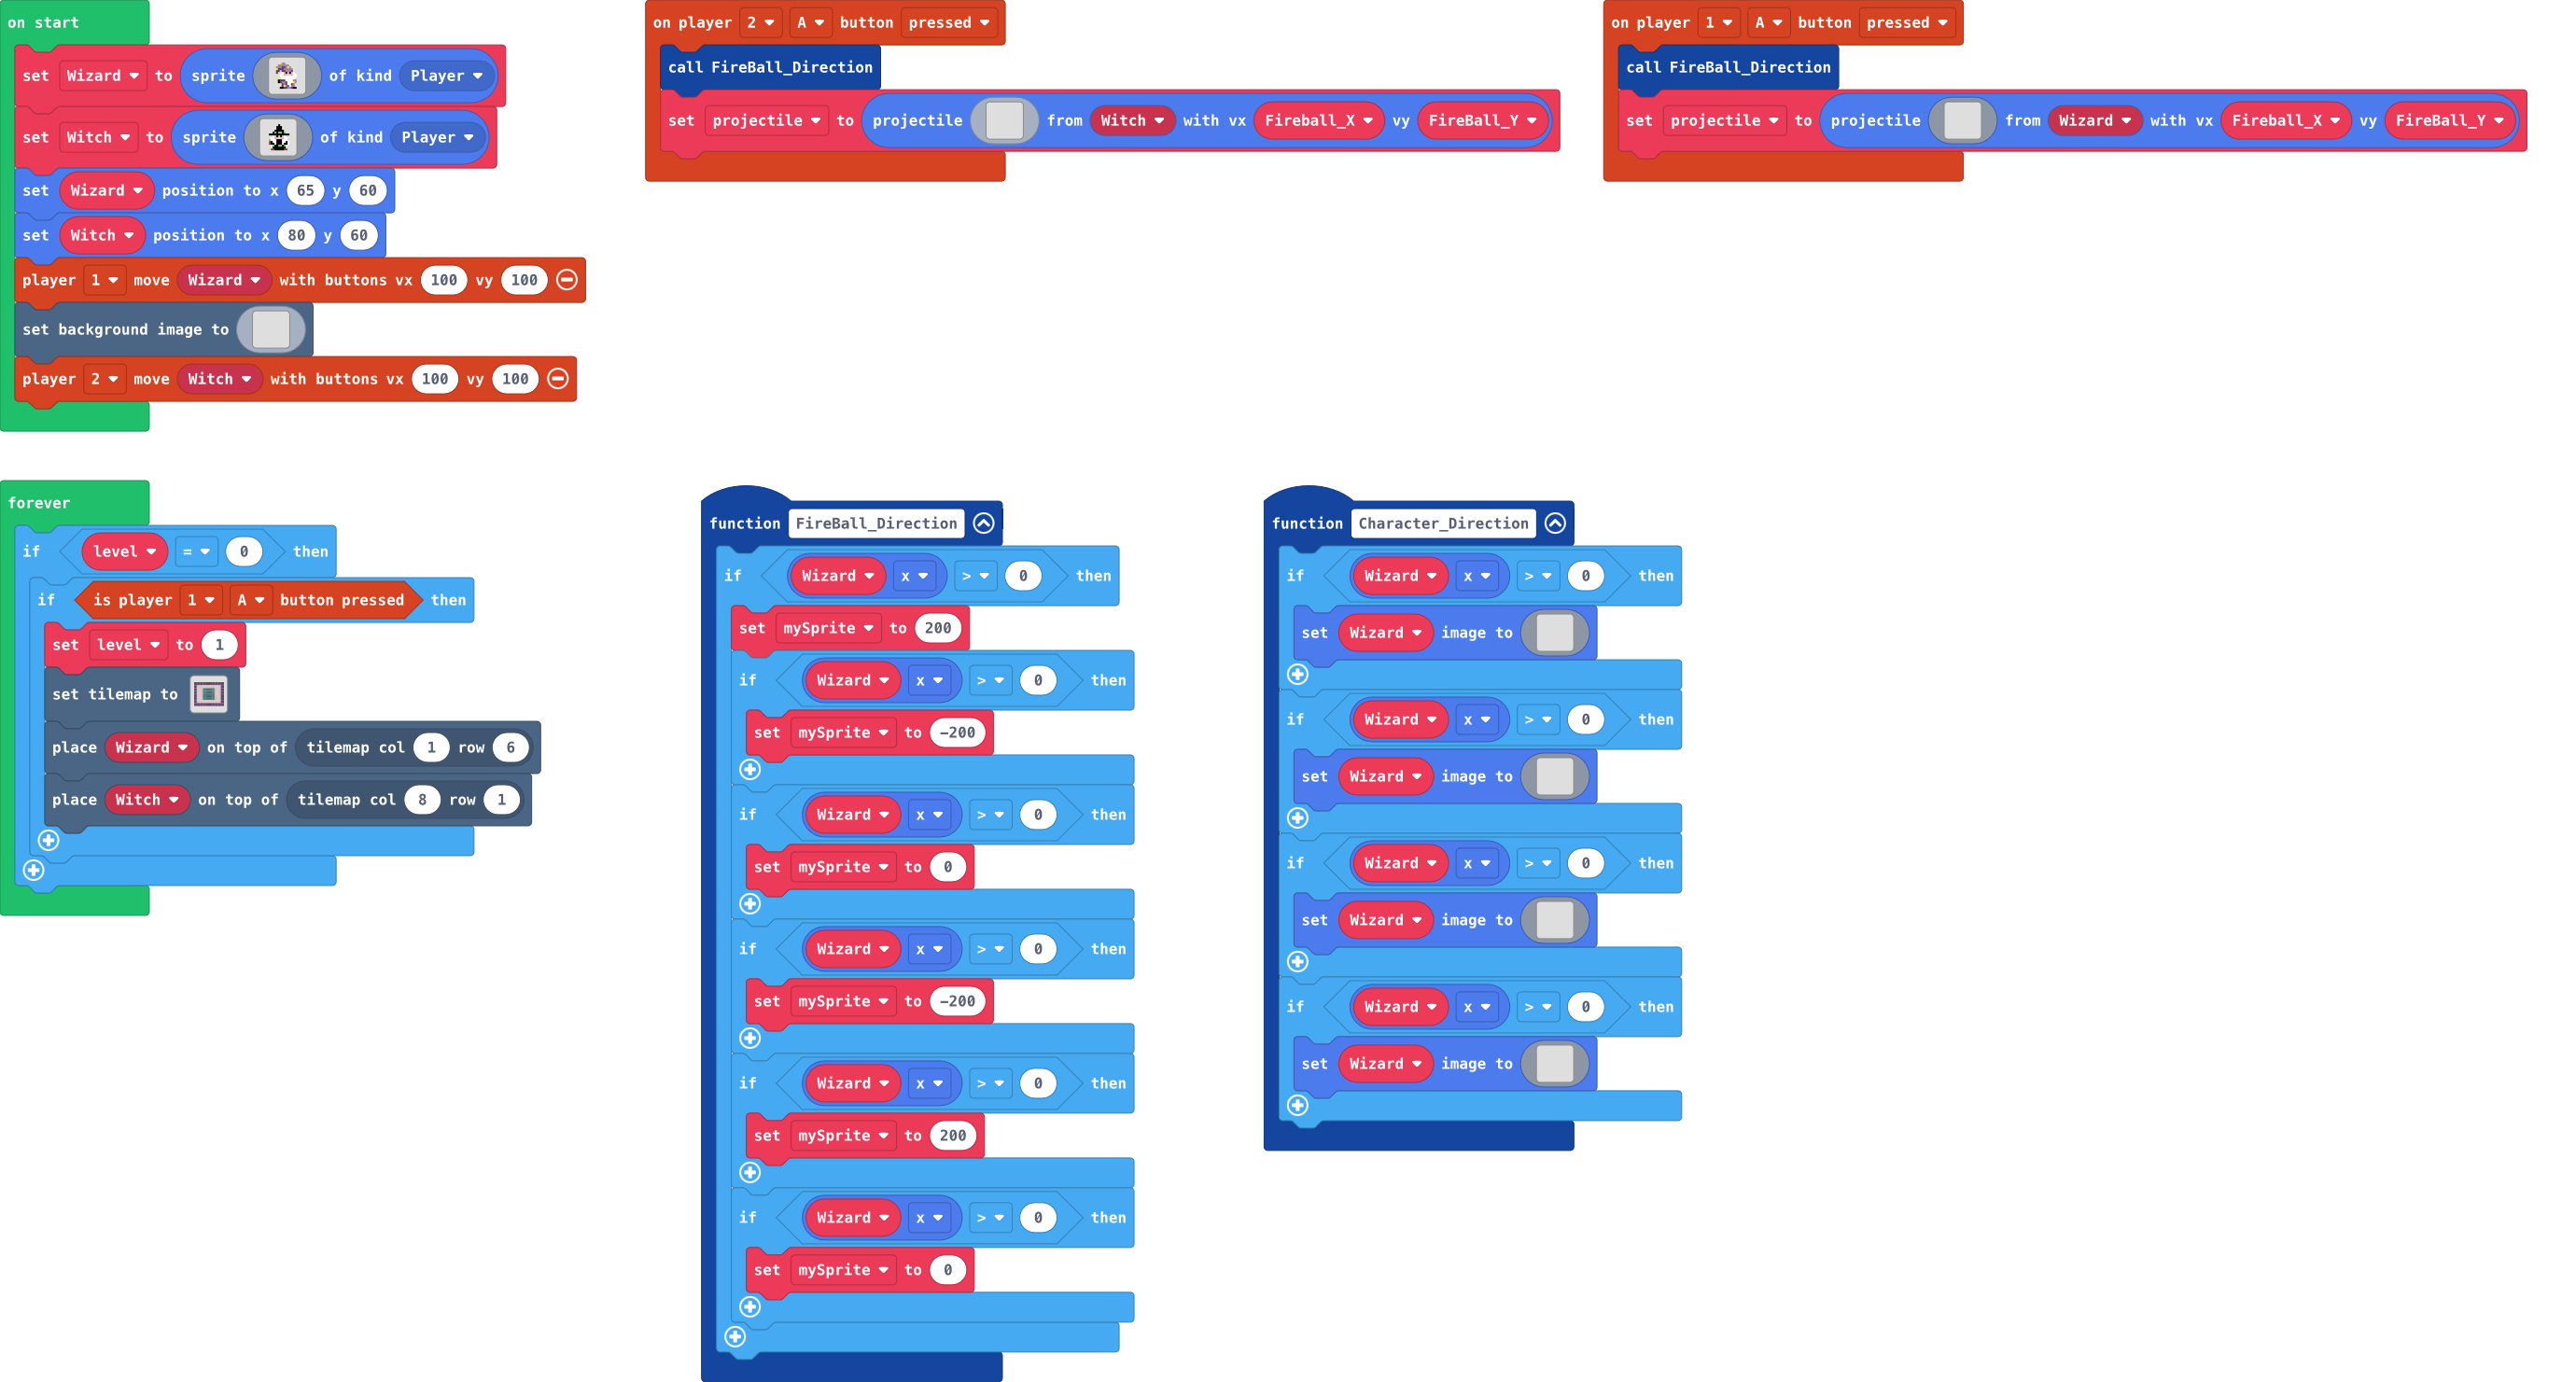 on start
set Wizard to sprite of kind Player
set Witch to sprite of kind Player
set Wizard position to x 65 y 60
set Witch position to x 80 y 60
player 1 move Wizard with buttons vx 100 vy 100
set background image to
player 2 move Witch with buttons vx 100 vy 100
on player 2 A button pressed
call FireBall_Direction
set projectile to projectile from Witch with vx Fireball_X vy FireBall_Y
on player 1 A button pressed
call FireBall_Direction
set projectile to projectile from Wizard with vx Fireball_X vy FireBall_Y
forever
if level = 0 then
if is player 1 A button pressed then
set level to 1
set tilemap to
place Wizard on top of tilemap col 1 row 6
place Witch on top of tilemap col 8 row 1
function FireBall_Direction
if Wizard x > 0 then
set mySprite to 200
if Wizard x > 0 then
set mySprite to -200
if Wizard x > 0 then
set mySprite to 0
if Wizard x > 0 then
set mySprite to -200
if Wizard x > 0 then
set mySprite to 200
if Wizard x > 0 then
set mySprite to 0
function Character_Direction
if Wizard x > 0 then
set Wizard image to
if Wizard x > 0 then
set Wizard image to
if Wizard x > 0 then
set Wizard image to
if Wizard x > 0 then
set Wizard image to